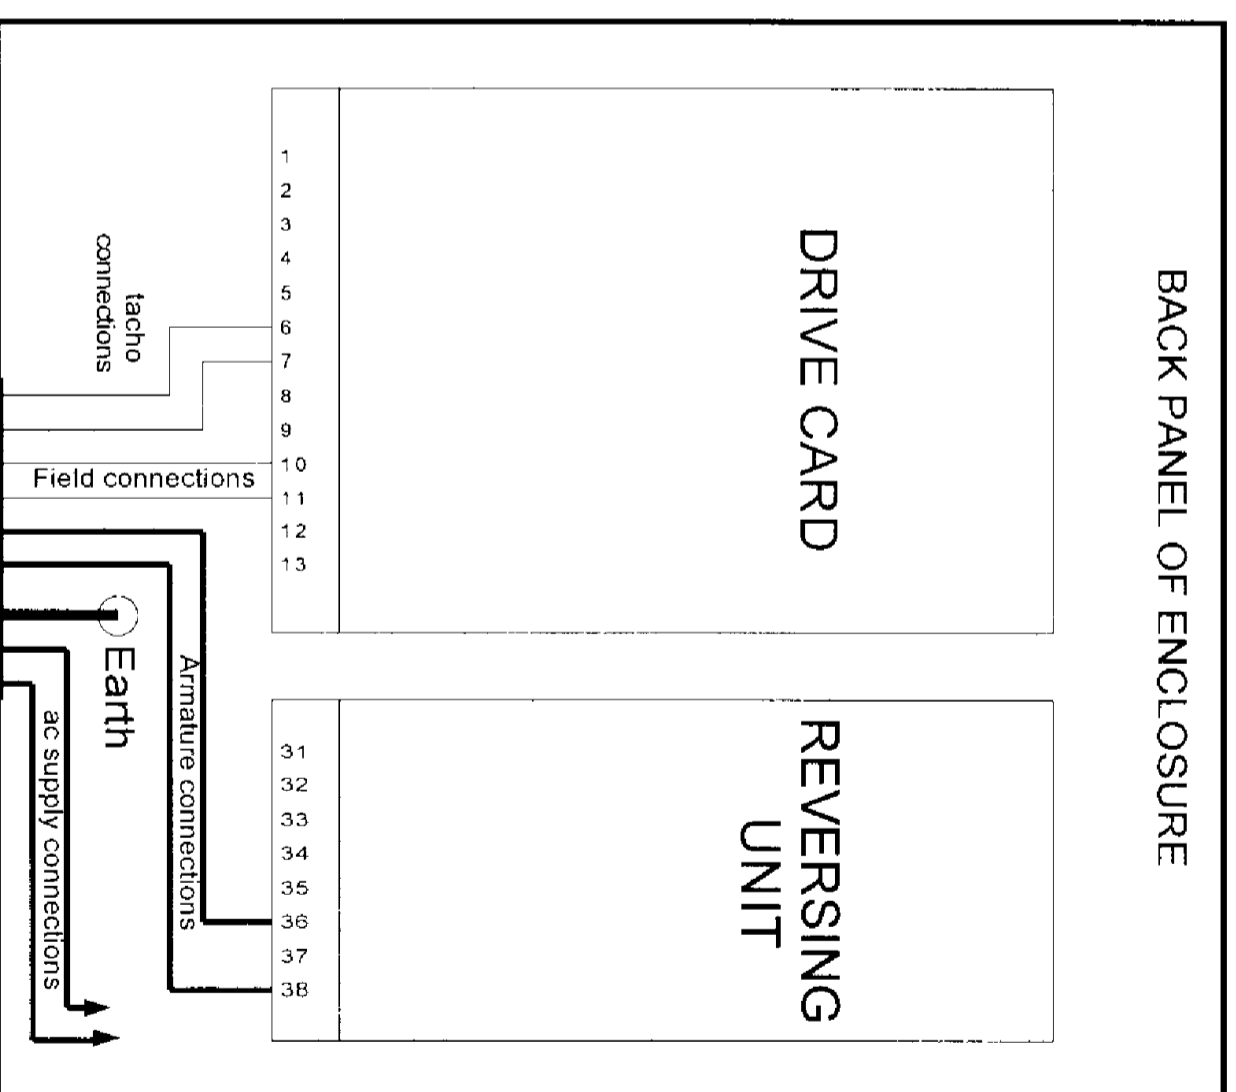 BACK PANEL OF ENCLOSURE
DRIVE CARD
1
2
3
4
5
6
7
8
9
10
11
12
13
tacho
connections
Field connections
Earth
Armature connections
ac supply connections
REVERSING
UNIT
31
32
33
34
35
36
37
38